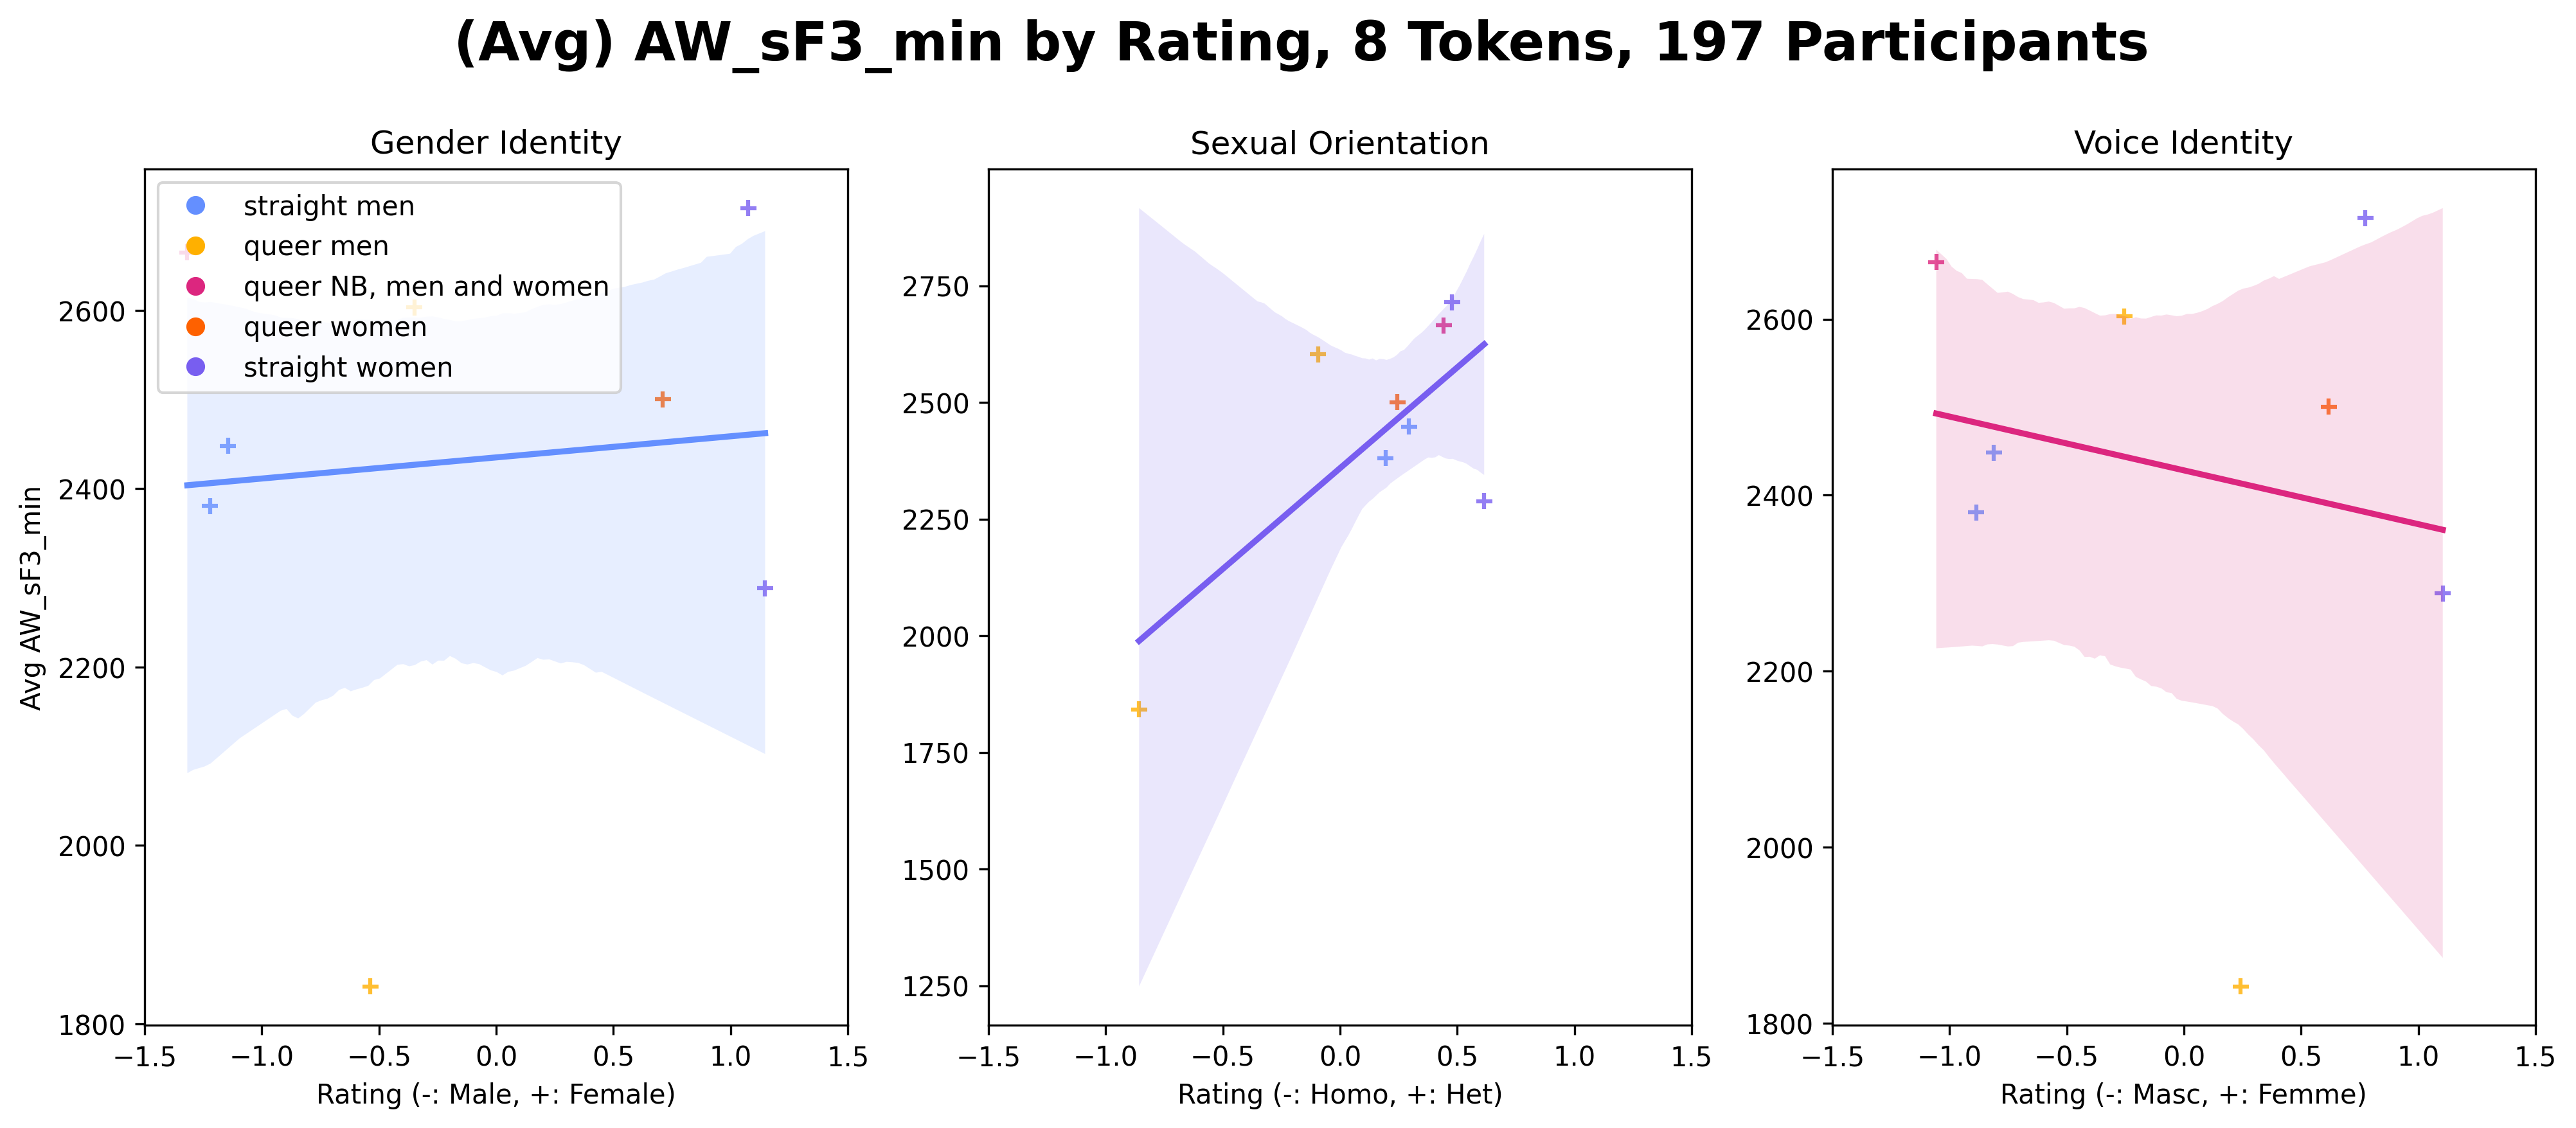 (Avg) AW_sF3_min by Rating, 8 Tokens, 197 Participants
Gender Identity
straight men
queer men
queer NB, men and women
queer women
straight women
Avg AW_sF3_min
2600
2400
2200
2000
1800
−1.5 −1.0 −0.5 0.0 0.5 1.0 1.5
Rating (-: Male, +: Female)
Sexual Orientation
2750
2500
2250
2000
1750
1500
1250
−1.5 −1.0 −0.5 0.0 0.5 1.0 1.5
Rating (-: Homo, +: Het)
Voice Identity
2600
2400
2200
2000
1800
−1.5 −1.0 −0.5 0.0 0.5 1.0 1.5
Rating (-: Masc, +: Femme)